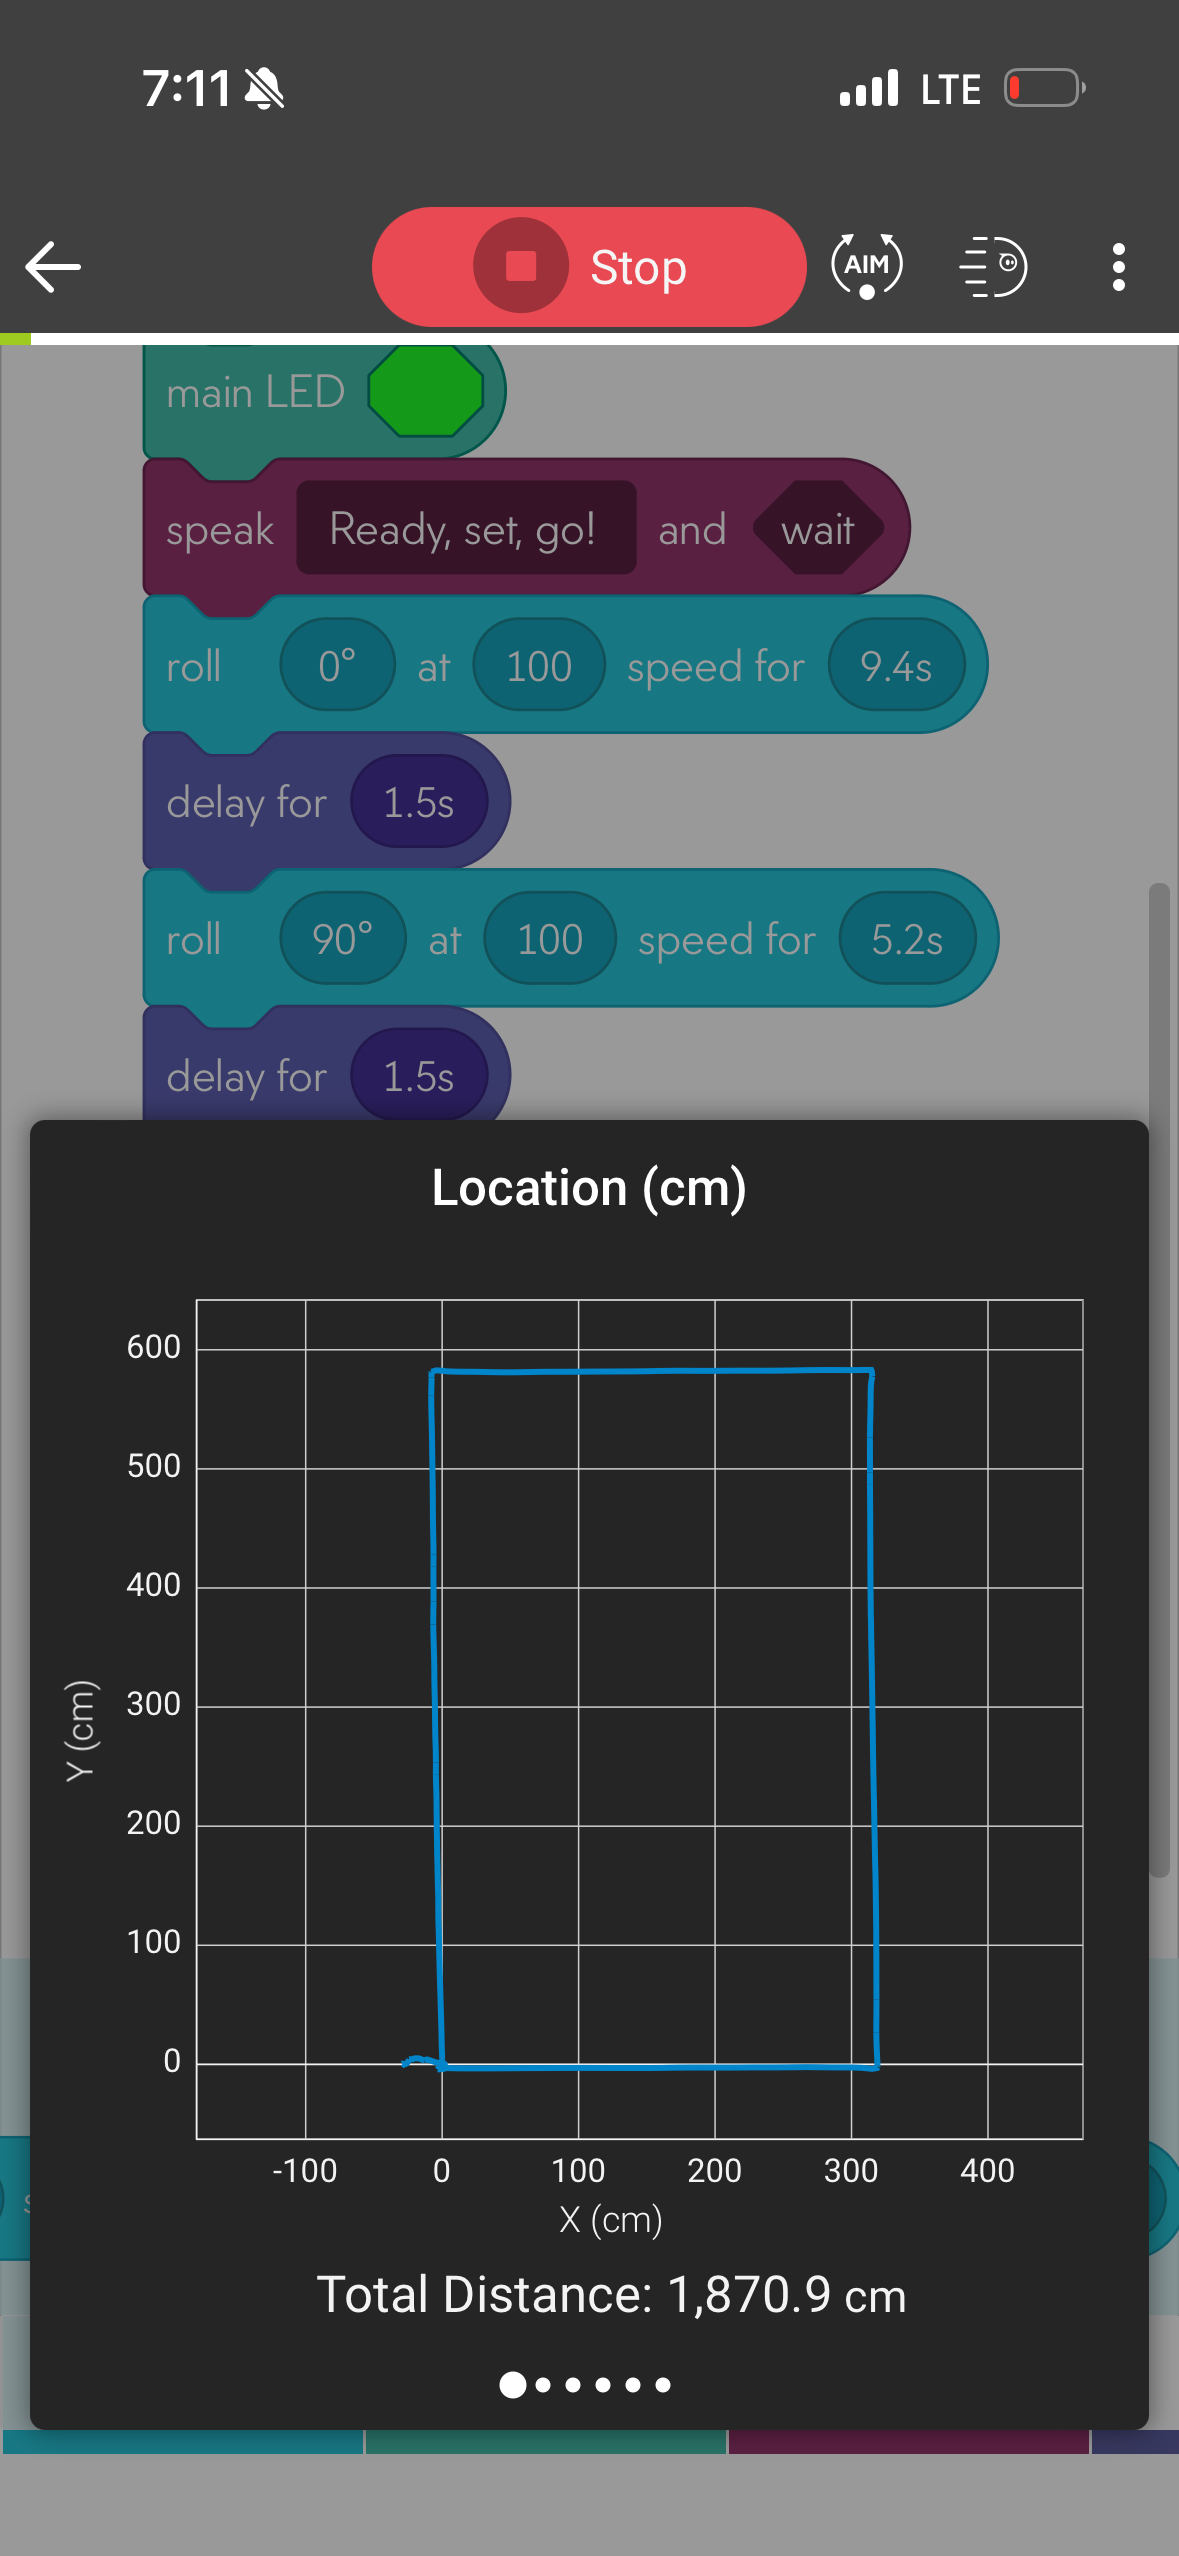 7:11 LTE
Stop AIM
main LED
speak Ready, set, go! and wait
roll 0° at 100 speed for 9.4s
delay for 1.5s
roll 90° at 100 speed for 5.2s
delay for 1.5s
Location (cm)
600
500
400
300
200
100
0
Y (cm)
-100 0 100 200 300 400
X (cm)
Total Distance: 1,870.9 cm